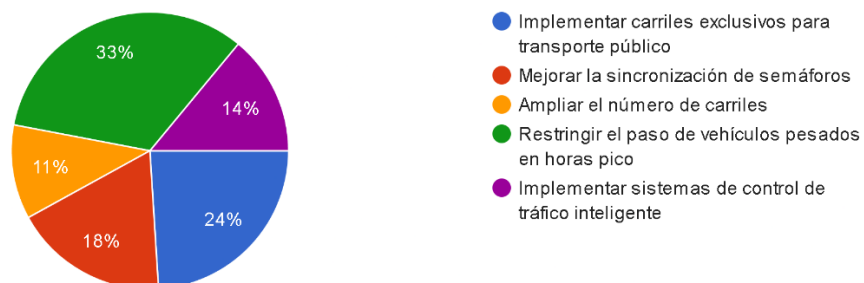 33%
14%
11%
24%
18%
Implementar carriles exclusivos para
transporte público
Mejorar la sincronización de semáforos
Ampliar el número de carriles
Restringir el paso de vehículos pesados
en horas pico
Implementar sistemas de control de
tráfico inteligente